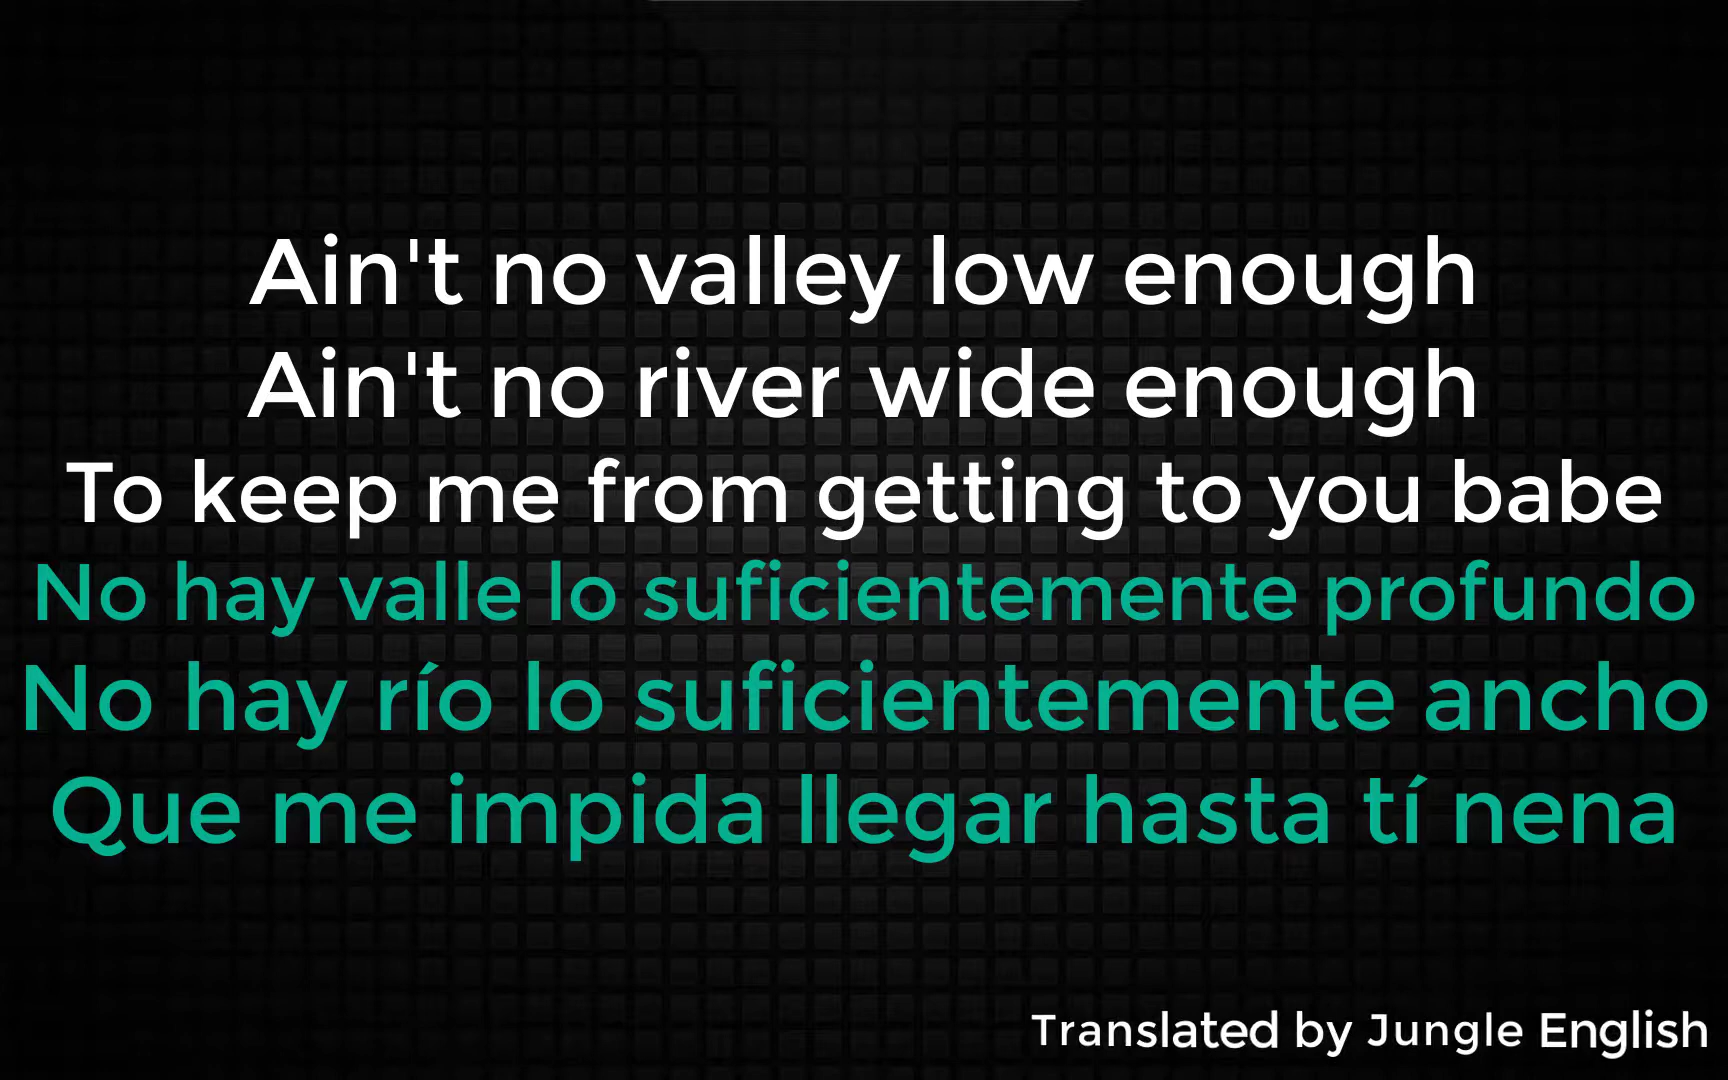 Ain't no valley low enough
Ain't no river wide enough
To keep me from getting to you babe
No hay valle lo suficientemente profundo
No hay río lo suficientemente ancho
Que me impida llegar hasta tí nena
Translated by Jungle English